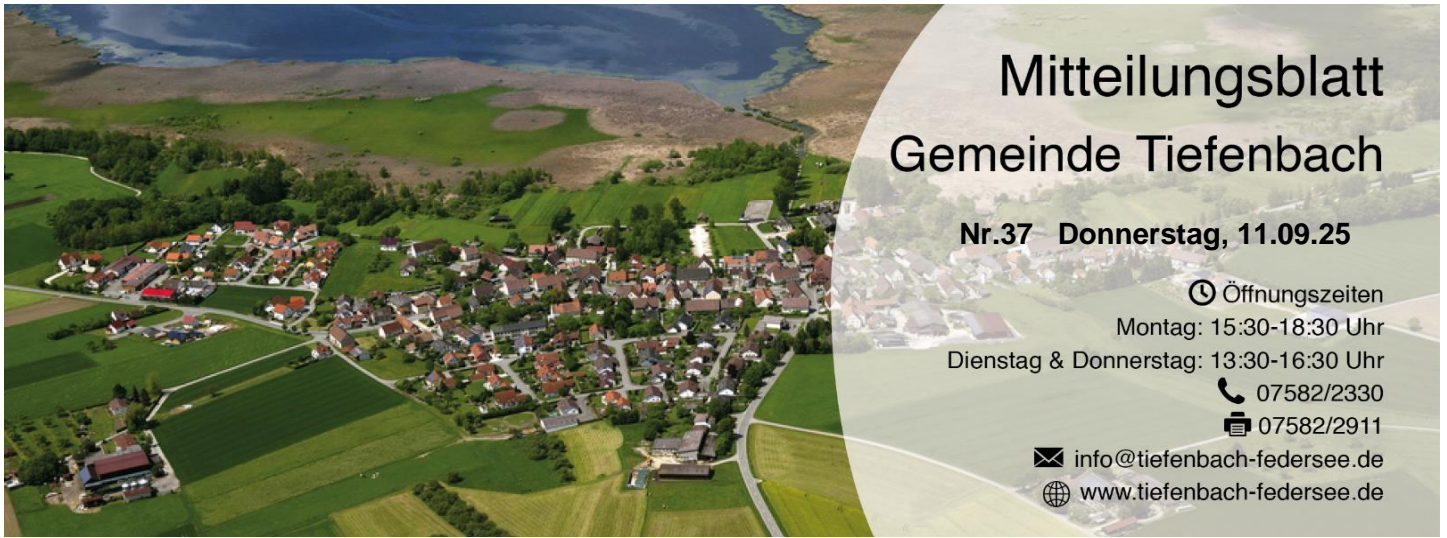 Mitteilungsblatt
Gemeinde Tiefenbach
Nr.37 Donnerstag, 11.09.25
Öffnungszeiten
Montag: 15:30-18:30 Uhr
Dienstag & Donnerstag: 13:30-16:30 Uhr
07582/2330
07582/2911
info@tiefenbach-federsee.de
www.tiefenbach-federsee.de